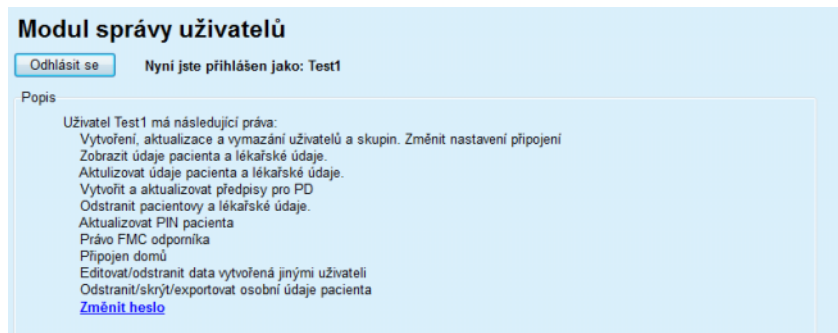 Modul správy uživatelů
Odhlásit se Nyní jste přihlášen jako: Test1
Popis
Uživatel Test1 má následující práva:
Vytvoření, aktualizace a vymazání uživatelů a skupin. Změnit nastavení připojení
Zobrazit údaje pacienta a lékařské údaje.
Aktulizovat údaje pacienta a lékařské údaje.
Vytvořit a aktualizovat předpisy pro PD
Odstranit pacientovy a lékařské údaje.
Aktualizovat PIN pacienta
Právo FMC odporníka
Připojen domů
Editovat/odstranit data vytvořená jinými uživateli
Odstranit/skrýt/exportovat osobní údaje pacienta
Změnit heslo